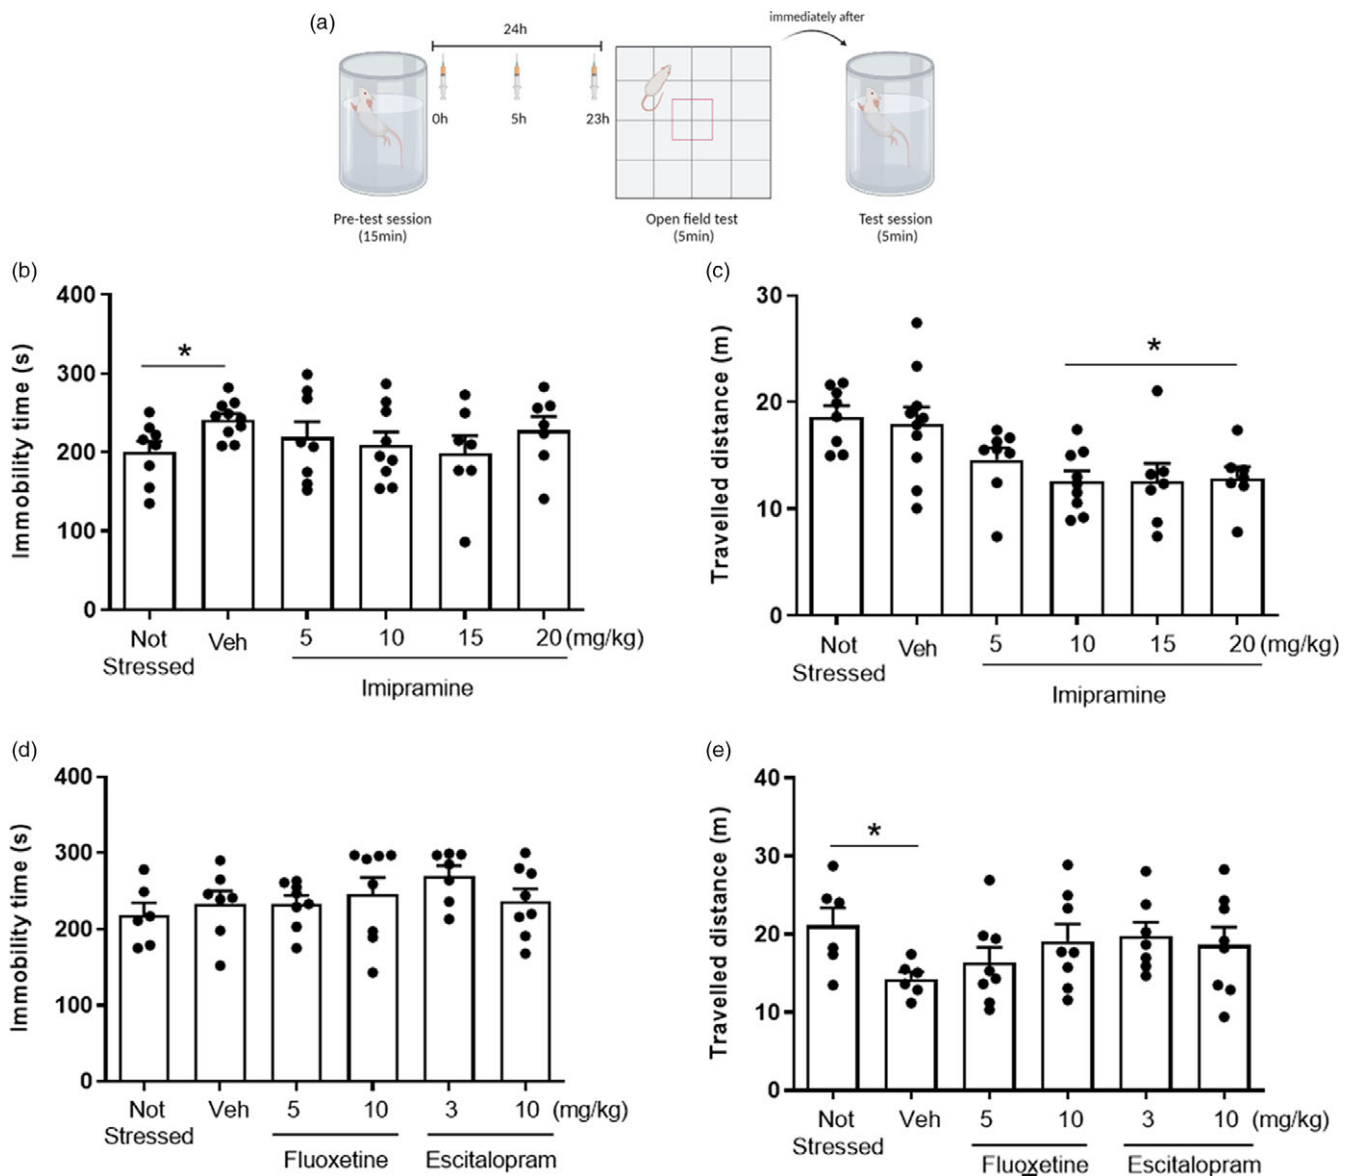 (a)
24h
immediately after
0h
5h
23h
Pre-test session
(15min)
Open field test
(5min)
Test session
(5min)
(b)
Immobility time (s)
400
300
200
100
0
*
Not
Stressed
Veh
5
10
15
20 (mg/kg)
Imipramine
(c)
Travelled distance (m)
30
20
10
0
*
Not
Stressed
Veh
5
10
15
20 (mg/kg)
Imipramine
(d)
Immobility time (s)
400
300
200
100
0
Not
Stressed
Veh
5
10
3
10 (mg/kg)
Fluoxetine
Escitalopram
(e)
Travelled distance (m)
40
30
20
10
0
*
Not
Stressed
Veh
5
10
3
10 (mg/kg)
Fluoxetine
Escitalopram